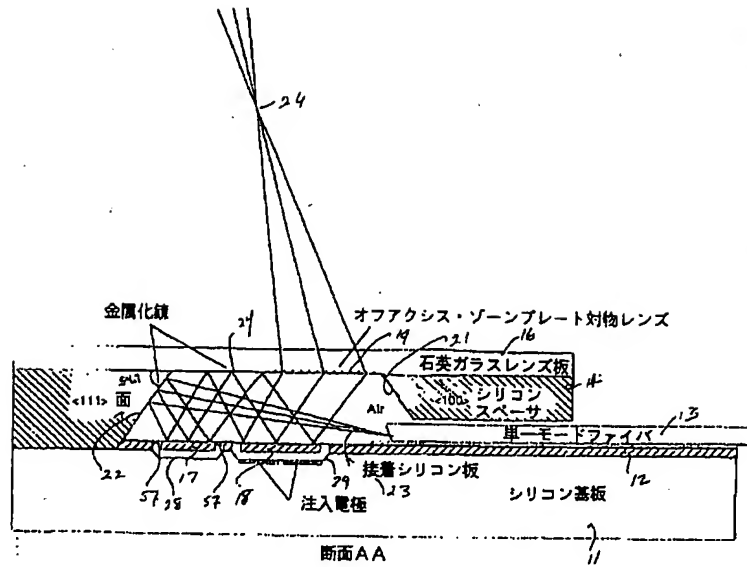 24
金属化鏡
24
オフアクシス・ゾーンプレート対物レンズ
19
21
16
石英ガラスレンズ板
14
<111> 面
Air
<100>
シリコン
スペーサ
13
単一モードファイバ
22
57
28
17
57
18
29
接着シリコン板
23
12
注入電極
シリコン基板
11
断面AA